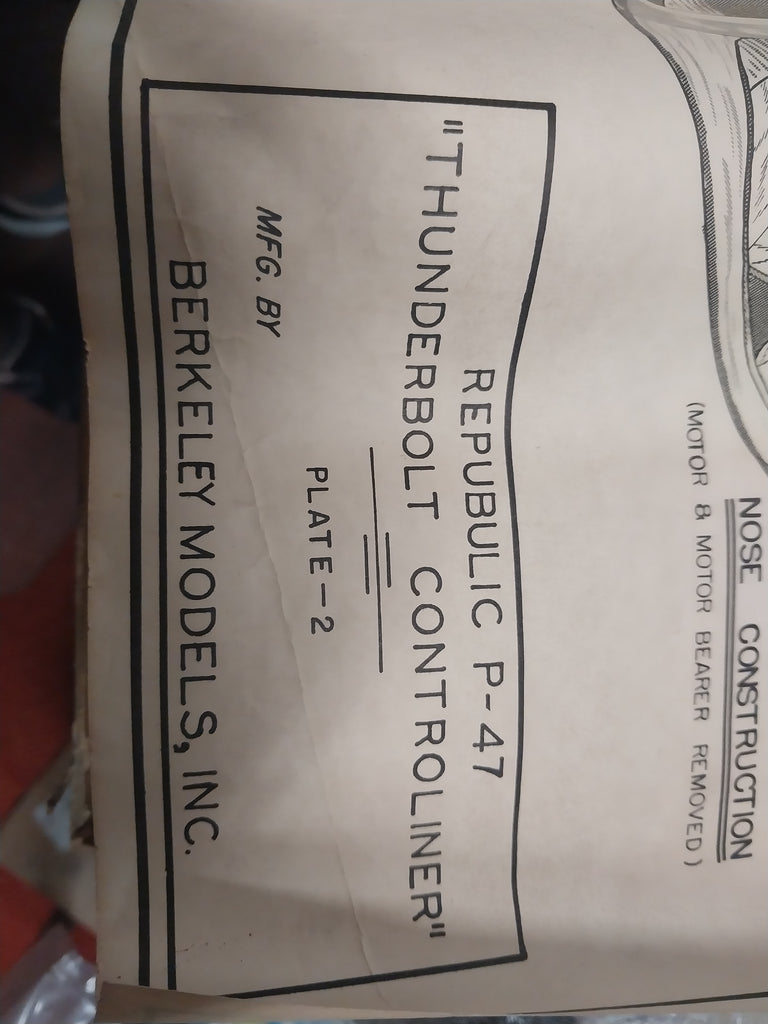 NOSE CONSTRUCTION
(MOTOR & MOTOR BEARER REMOVED)
REPUBULIC P-47
"THUNDERBOLT CONTROLINER"
PLATE-2
MFG. BY
BERKELEY MODELS, INC.